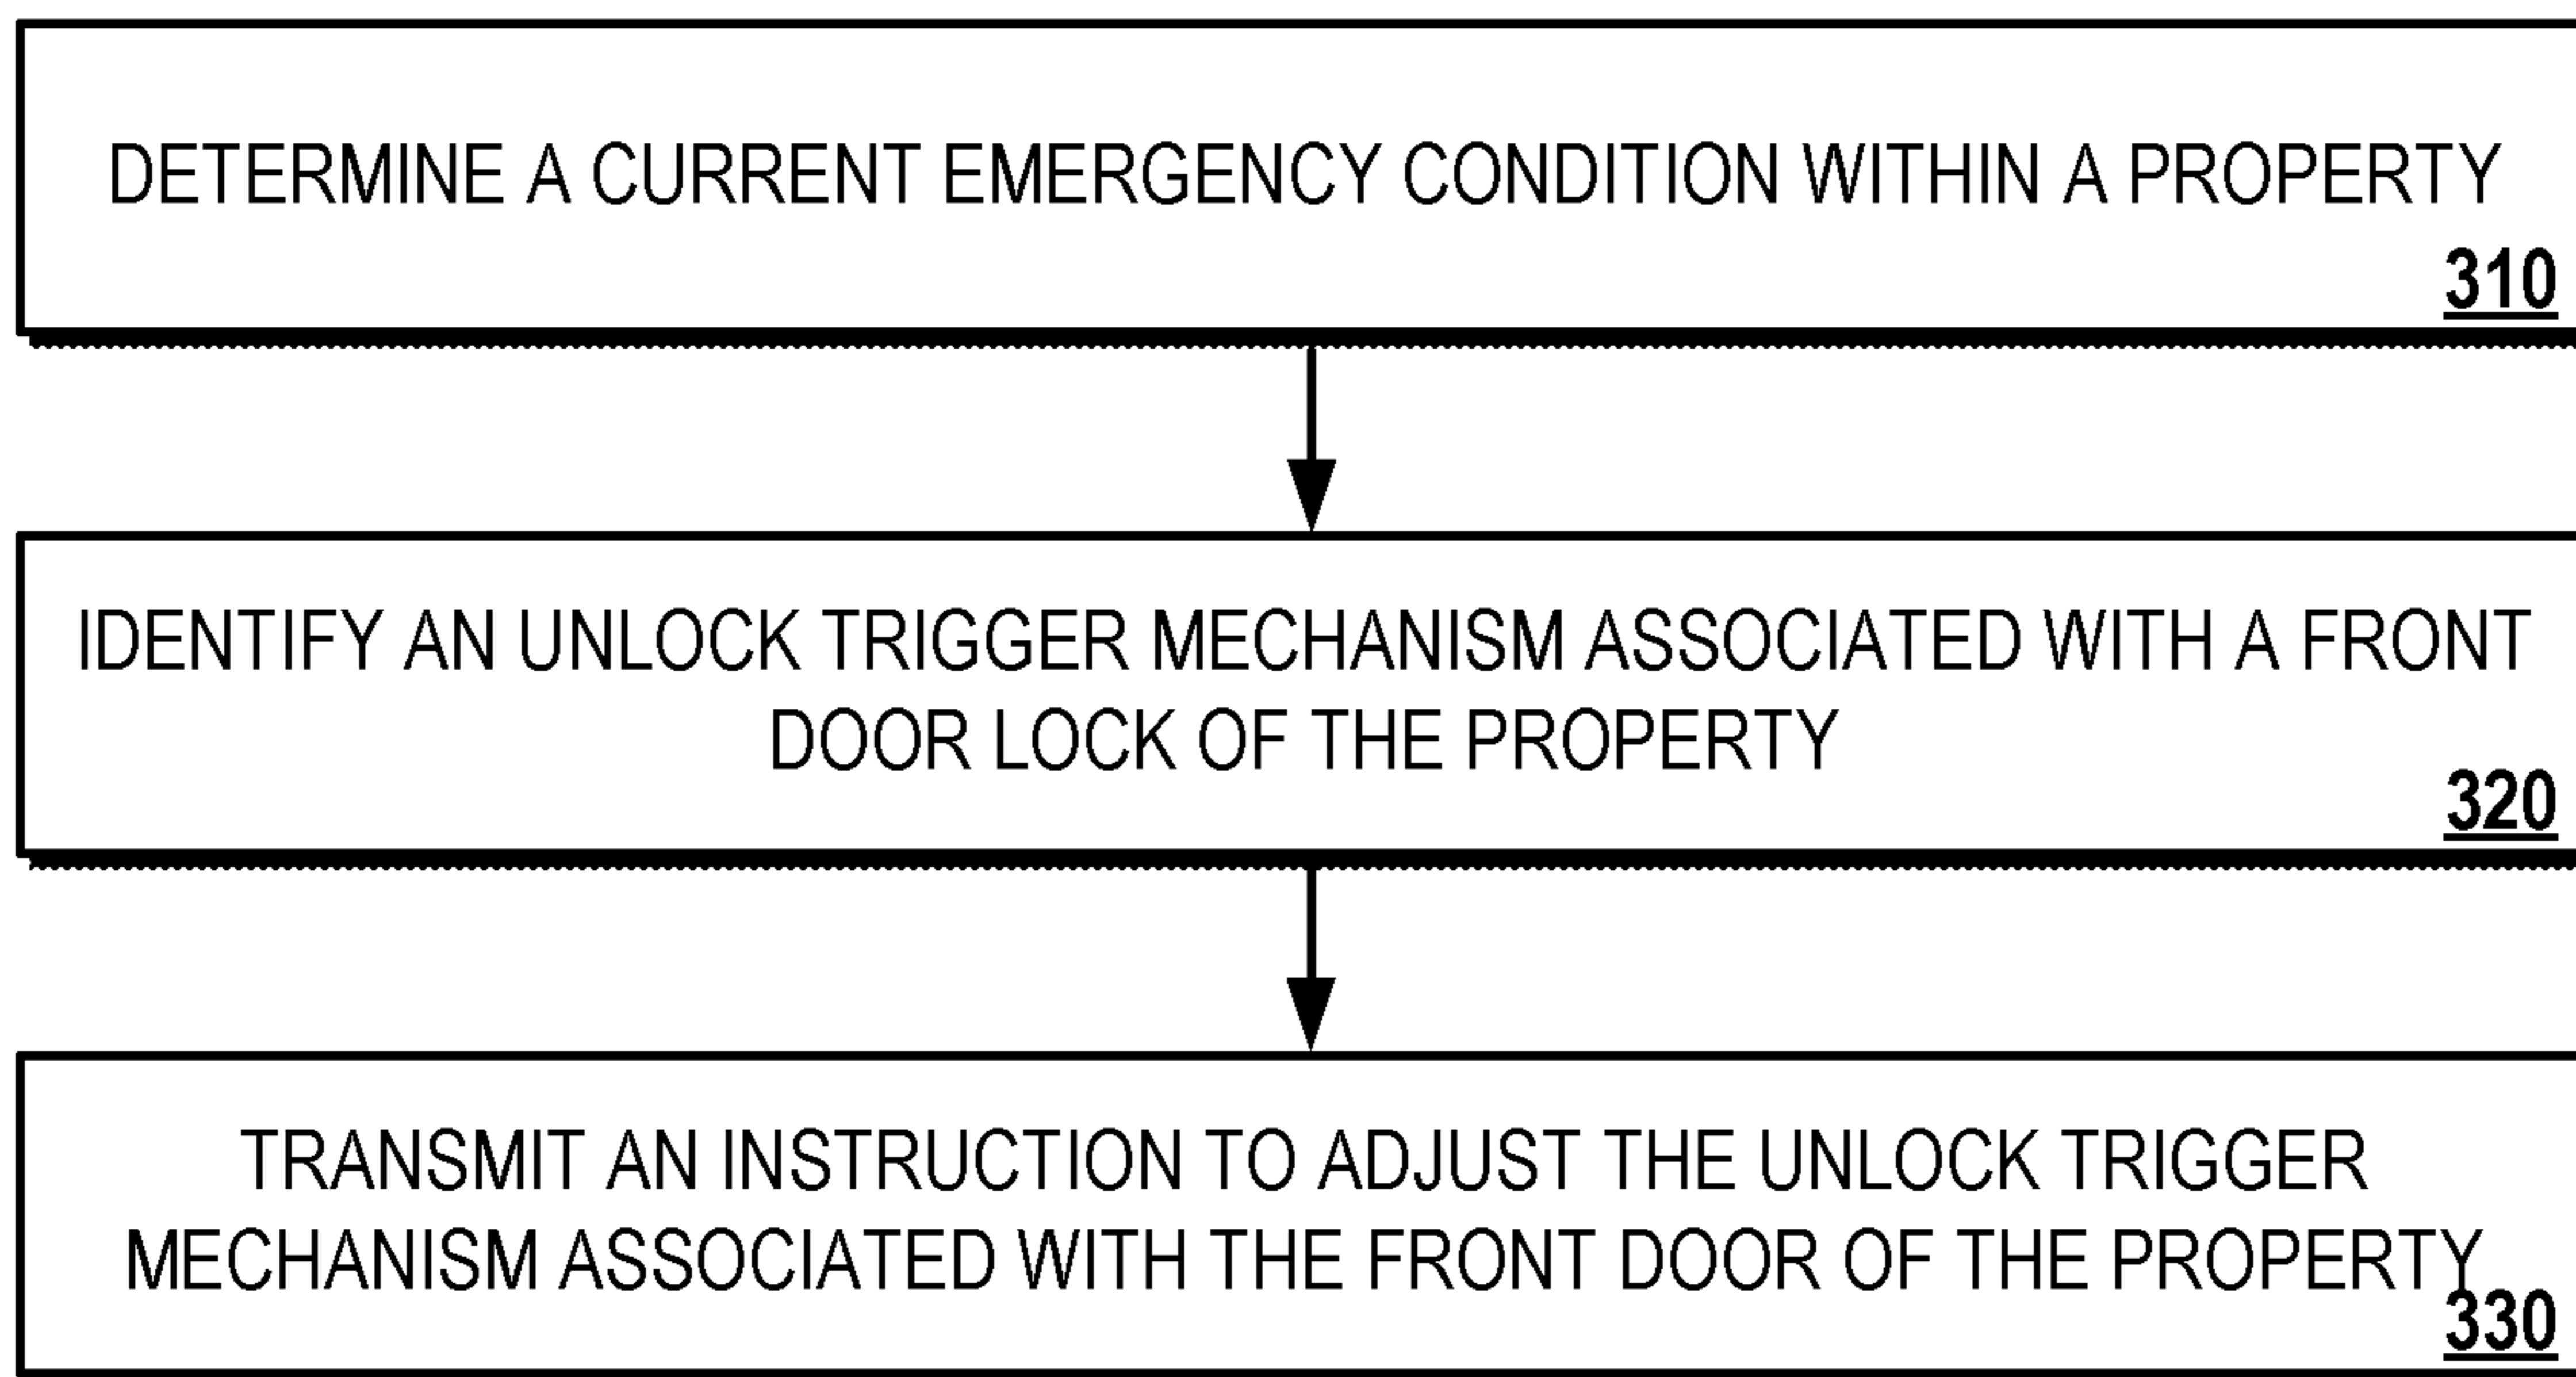 DETERMINE A CURRENT EMERGENCY CONDITION WITHIN A PROPERTY
310
IDENTIFY AN UNLOCK TRIGGER MECHANISM ASSOCIATED WITH A FRONT
DOOR LOCK OF THE PROPERTY
320
TRANSMIT AN INSTRUCTION TO ADJUST THE UNLOCK TRIGGER
MECHANISM ASSOCIATED WITH THE FRONT DOOR OF THE PROPERTY
330